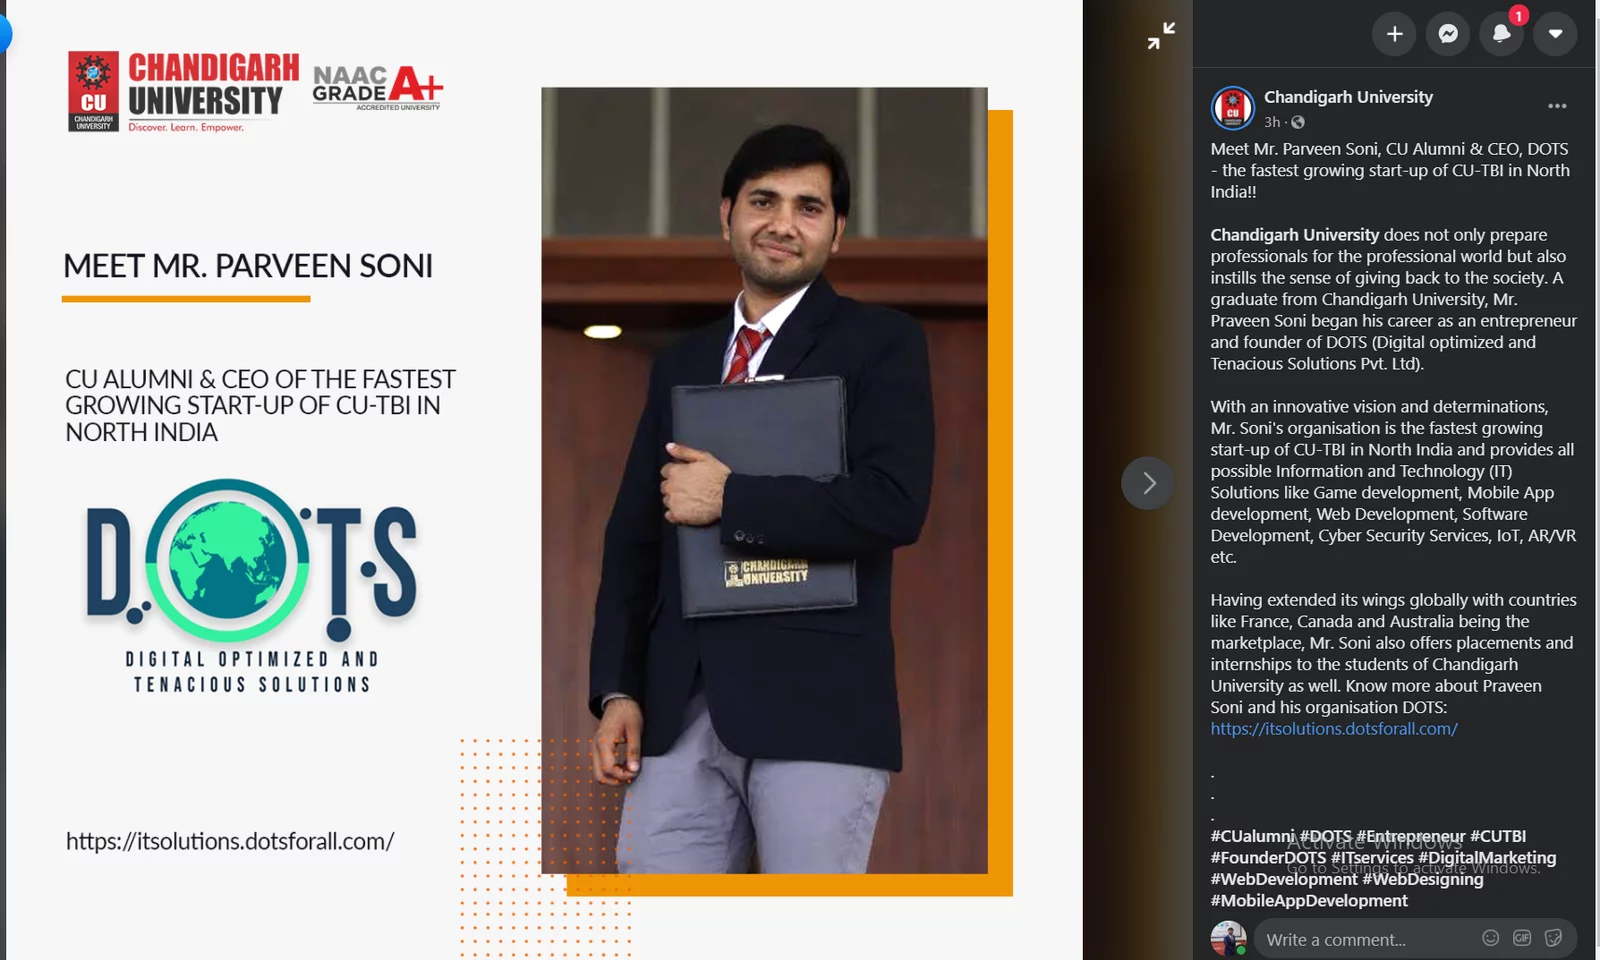 CU
CHANDIGARH
UNIVERSITY
CHANDIGARH
UNIVERSITY
Discover. Learn. Empower.
NAAC
GRADE A+
ACCREDITED UNIVERSITY
MEET MR. PARVEEN SONI
CU ALUMNI & CEO OF THE FASTEST
GROWING START-UP OF CU-TBI IN
NORTH INDIA
DOTS
DIGITAL OPTIMIZED AND
TENACIOUS SOLUTIONS
https://itsolutions.dotsforall.com/
CHANDIGARH
UNIVERSITY
1
CU
Chandigarh University
3h ·
Meet Mr. Parveen Soni, CU Alumni & CEO, DOTS
- the fastest growing start-up of CU-TBI in North
India!!
Chandigarh University does not only prepare
professionals for the professional world but also
instills the sense of giving back to the society. A
graduate from Chandigarh University, Mr.
Praveen Soni began his career as an entrepreneur
and founder of DOTS (Digital optimized and
Tenacious Solutions Pvt. Ltd).
With an innovative vision and determinations,
Mr. Soni's organisation is the fastest growing
start-up of CU-TBI in North India and provides all
possible Information and Technology (IT)
Solutions like Game development, Mobile App
development, Web Development, Software
Development, Cyber Security Services, IoT, AR/VR
etc.
Having extended its wings globally with countries
like France, Canada and Australia being the
marketplace, Mr. Soni also offers placements and
internships to the students of Chandigarh
University as well. Know more about Praveen
Soni and his organisation DOTS:
https://itsolutions.dotsforall.com/
.
.
.
#CUalumni #DOTS #Entrepreneur #CUTBI
#FounderDOTS #ITservices #DigitalMarketing
#WebDevelopment #WebDesigning
#MobileAppDevelopment
Activate Windows
Go to Settings to activate Windows.
Write a comment...
GIF